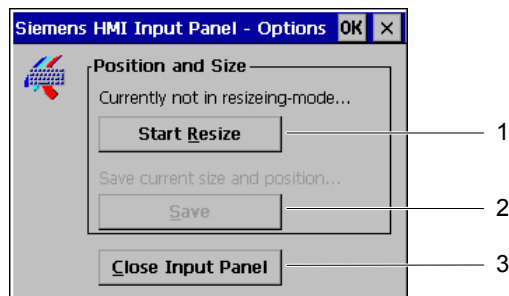 Siemens HMI Input Panel - Options OK ×
Position and Size
Currently not in resizeing-mode...
Start Resize
1
Save current size and position...
Save
2
Close Input Panel
3